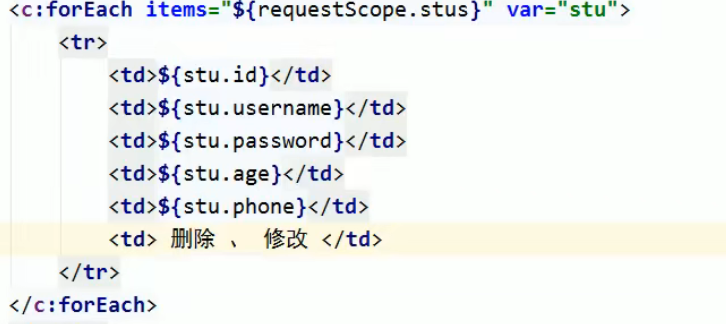 <c:forEach items="${requestScope.stus}" var="stu">
<tr>
<td>${stu.id}</td>
<td>${stu.username}</td>
<td>${stu.password}</td>
<td>${stu.age}</td>
<td>${stu.phone}</td>
<td> 删除 、 修改 </td>
</tr>
</c:forEach>